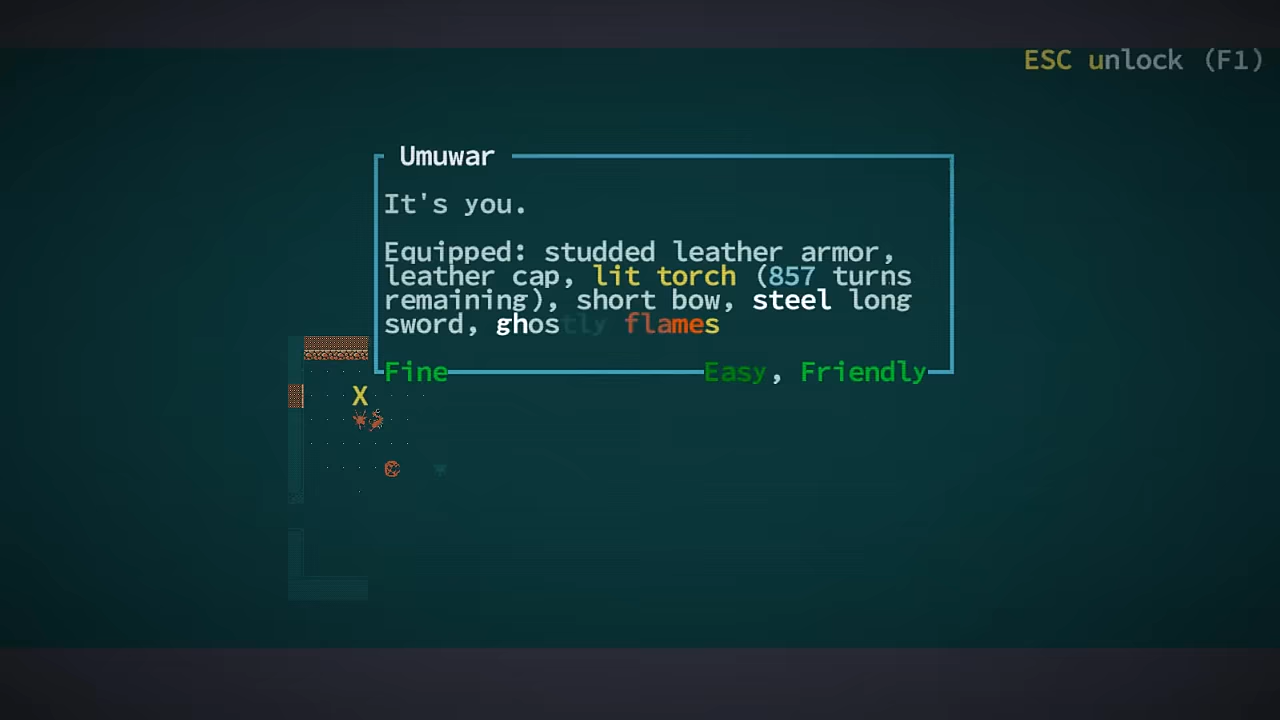 ESC unlock (F1)
Umuwar
It's you.
Equipped: studded leather armor,
leather cap, lit torch (857 turns
remaining), short bow, steel long
sword, ghostly flames
Fine
Easy, Friendly
X